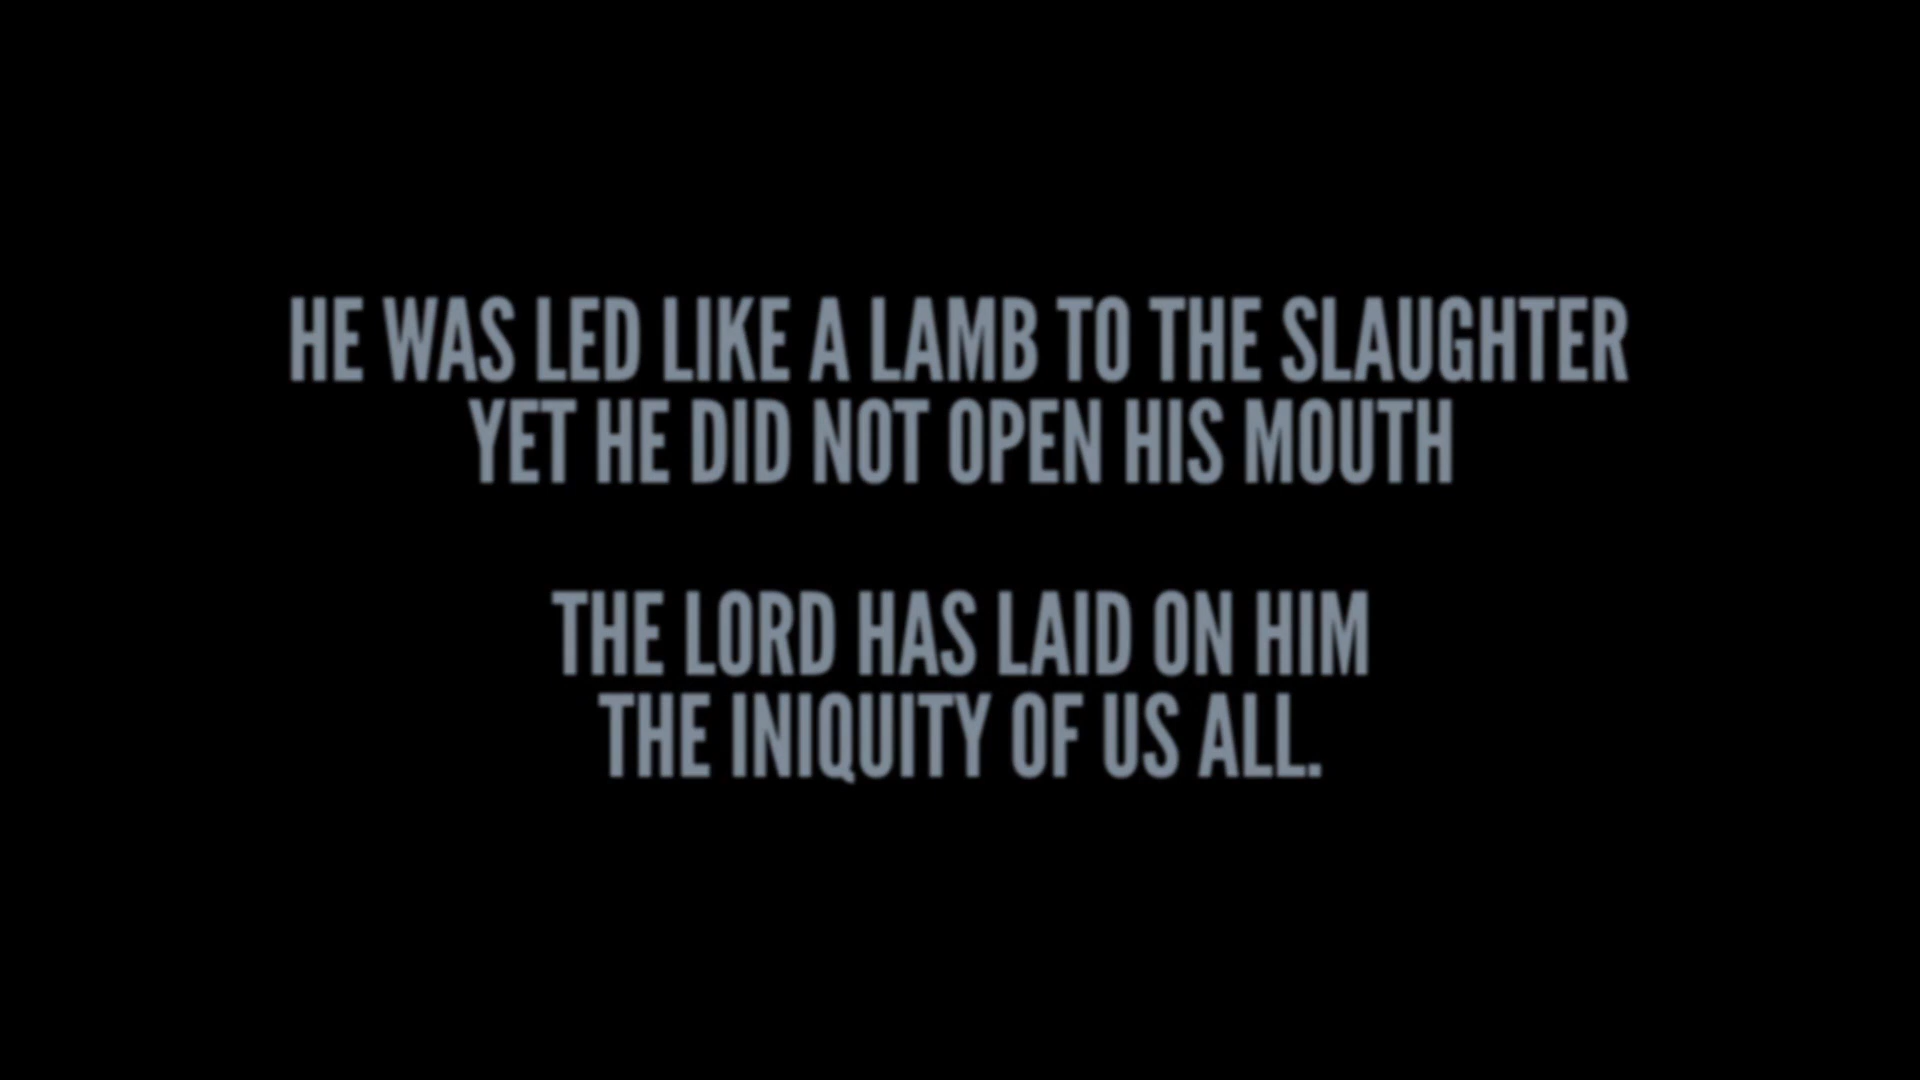 HE WAS LED LIKE A LAMB TO THE SLAUGHTER
YET HE DID NOT OPEN HIS MOUTH
THE LORD HAS LAID ON HIM
THE INIQUITY OF US ALL.